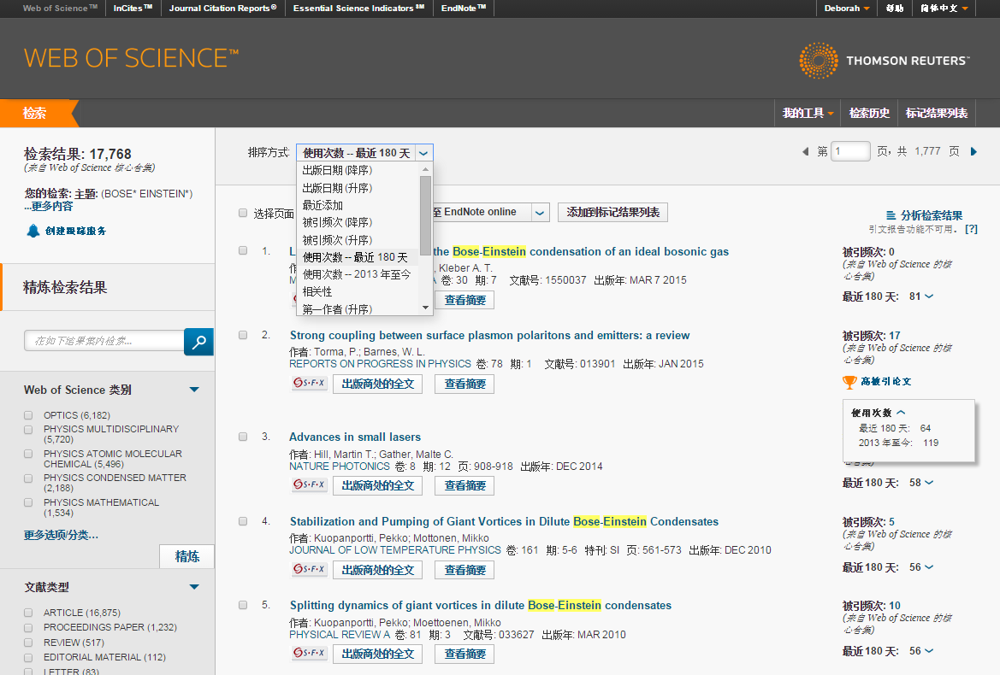 Web of Science™ InCites™ Journal Citation Reports® Essential Science Indicators℠ EndNote™ Deborah 帮助 简体中文
WEB OF SCIENCE™
THOMSON REUTERS™
检索 我的工具 检索历史 标记结果列表
检索结果: 17,768
(来自 Web of Science 核心合集)
您的检索: 主题: (BOSE* EINSTEIN*)
...更多内容
创建跟踪服务
精炼检索结果
在如下结果集内检索...
Web of Science 类别
OPTICS (6,182)
PHYSICS MULTIDISCIPLINARY
(5,720)
PHYSICS ATOMIC MOLECULAR
CHEMICAL (5,496)
PHYSICS CONDENSED MATTER
(2,188)
PHYSICS MATHEMATICAL
(1,534)
更多选项/分类...
精炼
文献类型
ARTICLE (16,875)
PROCEEDINGS PAPER (1,232)
REVIEW (517)
EDITORIAL MATERIAL (112)
LETTER (83)
排序方式: 使用次数 -- 最近 180 天
出版日期 (降序)
出版日期 (升序)
最近添加
被引频次 (降序)
被引频次 (升序)
使用次数 -- 最近 180 天
使用次数 -- 2013 年至今
相关性
第一作者 (升序)
第 1 页，共 1,777 页
选择页面 至 EndNote online 添加到标记结果列表
分析检索结果
引文报告功能不可用。 [?]
1. the Bose-Einstein condensation of an ideal bosonic gas
, Kleber A. T.
卷: 30 期: 7 文献号: 1550037 出版年: MAR 7 2015
查看摘要
被引频次: 0
(来自 Web of Science 的核
心合集)
最近 180 天: 81
2. Strong coupling between surface plasmon polaritons and emitters: a review
作者: Torma, P.; Barnes, W. L.
REPORTS ON PROGRESS IN PHYSICS 卷: 78 期: 1 文献号: 013901 出版年: JAN 2015
S·F·X 出版商处的全文 查看摘要
被引频次: 17
(来自 Web of Science 的核
心合集)
高被引论文
使用次数
最近 180 天: 64
2013 年至今: 119
3. Advances in small lasers
作者: Hill, Martin T.; Gather, Malte C.
NATURE PHOTONICS 卷: 8 期: 12 页: 908-918 出版年: DEC 2014
S·F·X 出版商处的全文 查看摘要
心合集)
最近 180 天: 58
4. Stabilization and Pumping of Giant Vortices in Dilute Bose-Einstein Condensates
作者: Kuopanportti, Pekko; Mottonen, Mikko
JOURNAL OF LOW TEMPERATURE PHYSICS 卷: 161 期: 5-6 特刊: SI 页: 561-573 出版年: DEC 2010
S·F·X 出版商处的全文 查看摘要
被引频次: 5
(来自 Web of Science 的核
心合集)
最近 180 天: 56
5. Splitting dynamics of giant vortices in dilute Bose-Einstein condensates
作者: Kuopanportti, Pekko; Moettoenen, Mikko
PHYSICAL REVIEW A 卷: 81 期: 3 文献号: 033627 出版年: MAR 2010
S·F·X 出版商处的全文 查看摘要
被引频次: 10
(来自 Web of Science 的核
心合集)
最近 180 天: 56